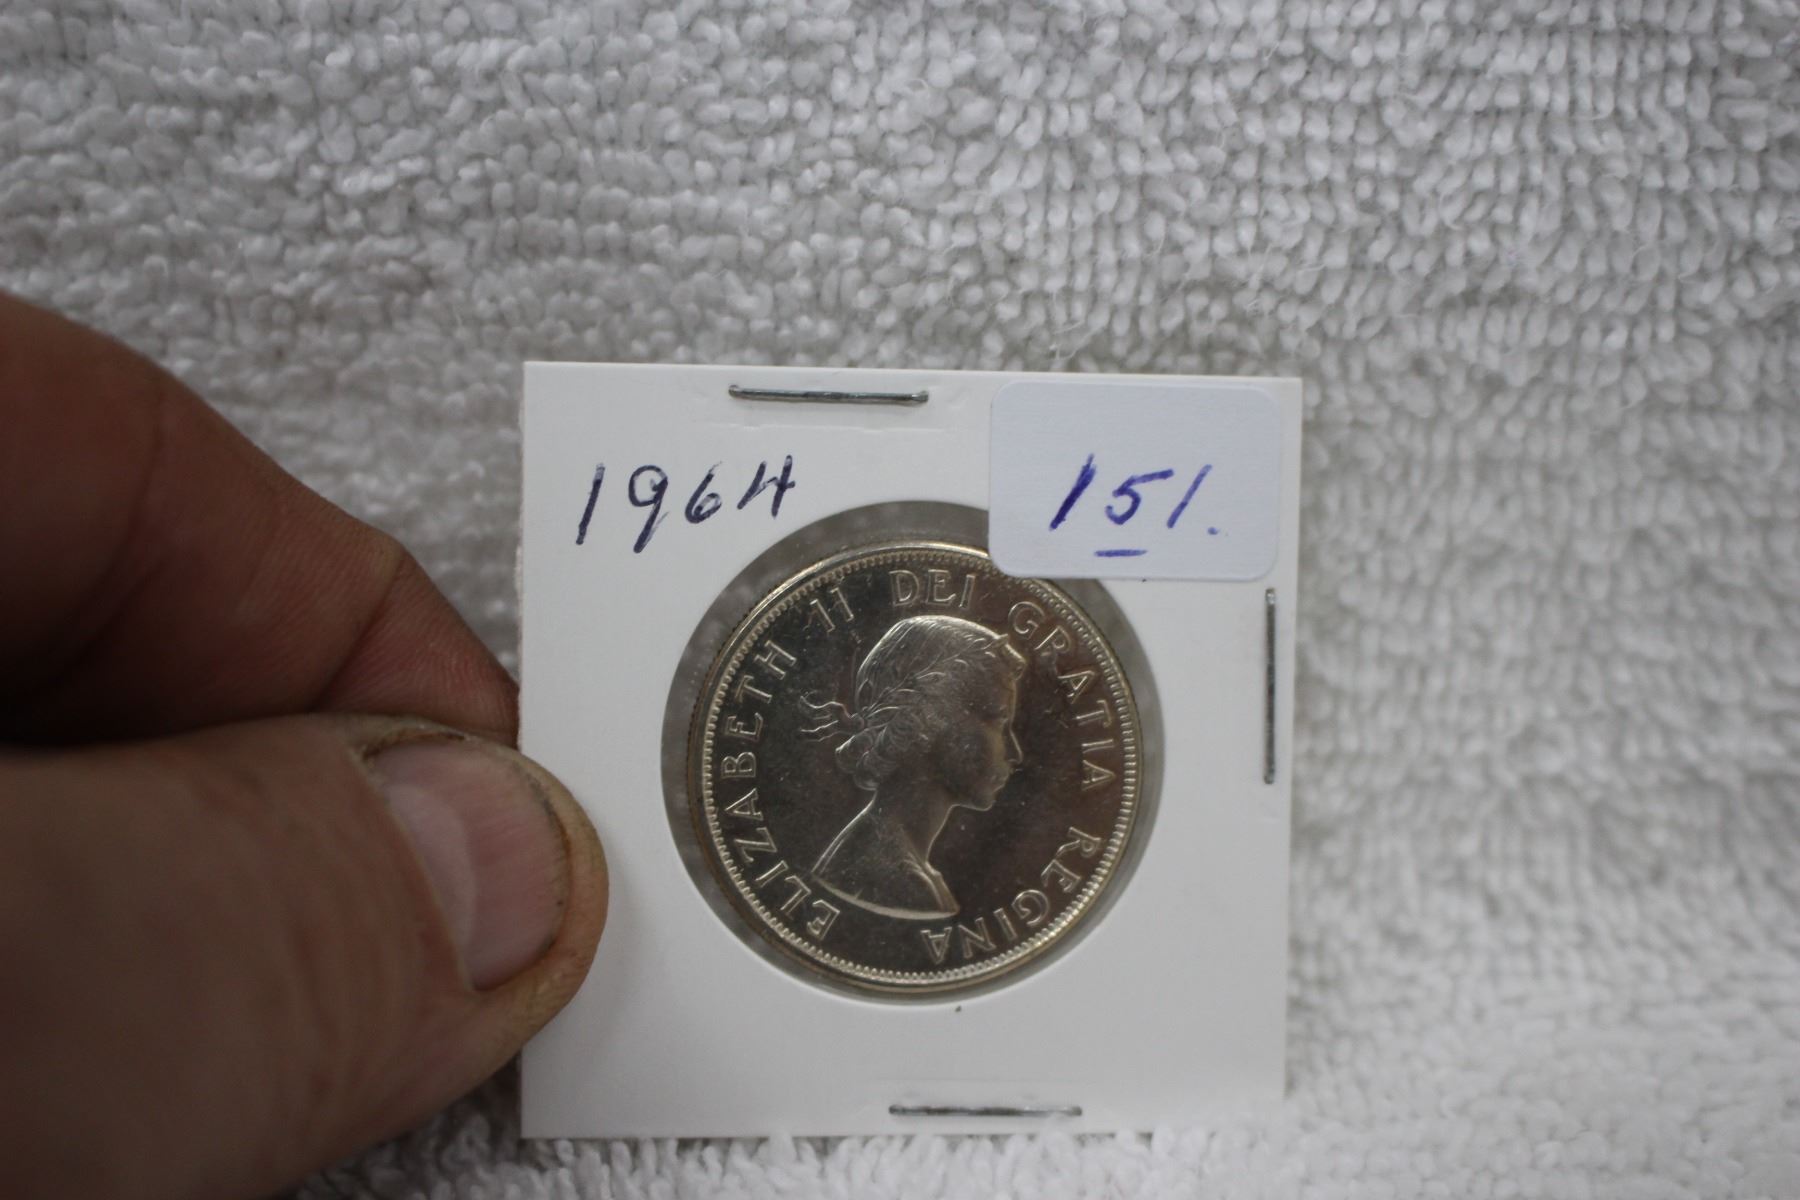 1964
151.
ELIZABETH II DEI GRATIA REGINA